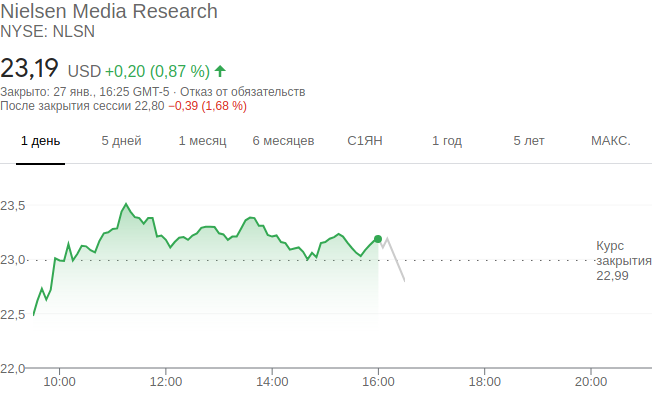 Nielsen Media Research
NYSE: NLSN
23,19 USD +0,20 (0,87 %)
Закрыто: 27 янв., 16:25 GMT-5 · Отказ от обязательств
После закрытия сессии 22,80 −0,39 (1,68 %)
1 день 5 дней 1 месяц 6 месяцев С1ЯН 1 год 5 лет МАКС.
23,5
23,0
22,5
22,0
Курс
закрытия
22,99
10:00 12:00 14:00 16:00 18:00 20:00